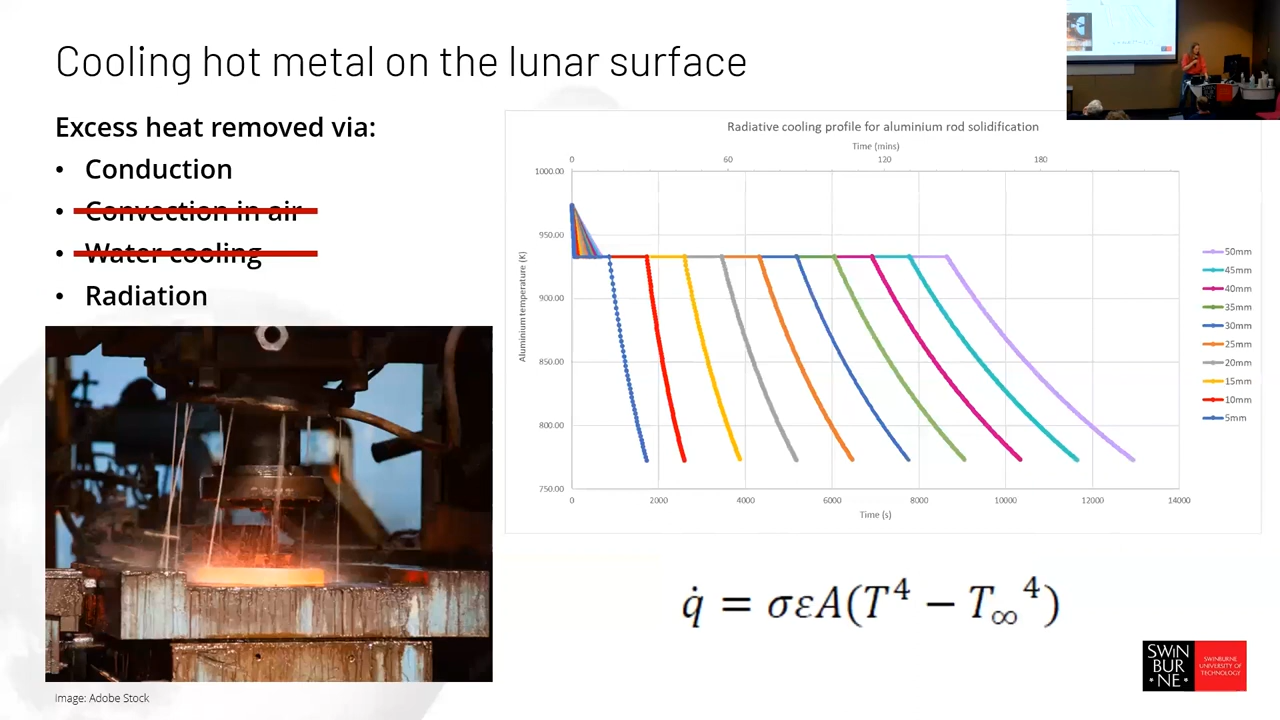 Cooling hot metal on the lunar surface
Excess heat removed via:
• Conduction
• Convection in air
• Water cooling
• Radiation
Image: Adobe Stock
Radiative cooling profile for aluminium rod solidification
Time (mins)
0 60 120 180
1000.00
950.00
900.00
850.00
800.00
750.00
Aluminium temperature (K)
0 2000 4000 6000 8000 10000 12000 14000
Time (s)
50mm
45mm
40mm
35mm
30mm
25mm
20mm
15mm
10mm
5mm
q̇ = σεA(T⁴ − T∞⁴)
SWIN
BUR
NE
SWINBURNE
UNIVERSITY OF
TECHNOLOGY